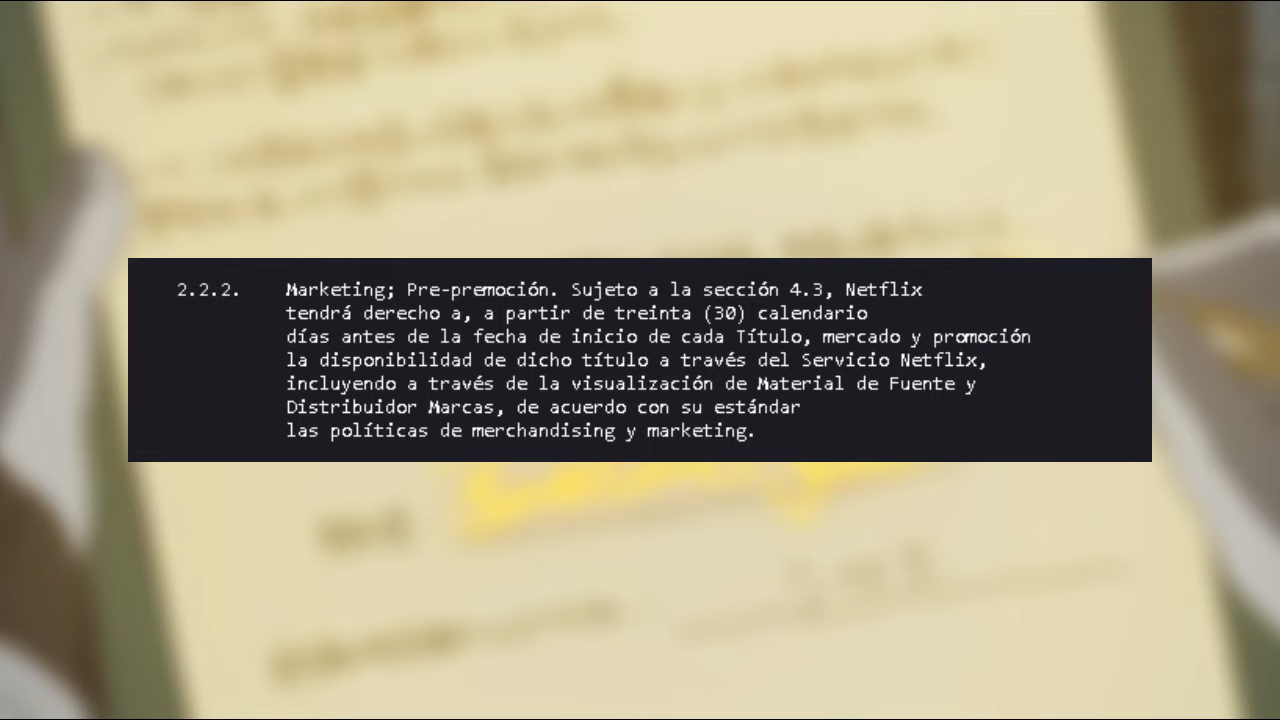 2.2.2. Marketing; Pre-premoción. Sujeto a la sección 4.3, Netflix
tendrá derecho a, a partir de treinta (30) calendario
días antes de la fecha de inicio de cada Título, mercado y promoción
la disponibilidad de dicho título a través del Servicio Netflix,
incluyendo a través de la visualización de Material de Fuente y
Distribuidor Marcas, de acuerdo con su estándar
las políticas de merchandising y marketing.